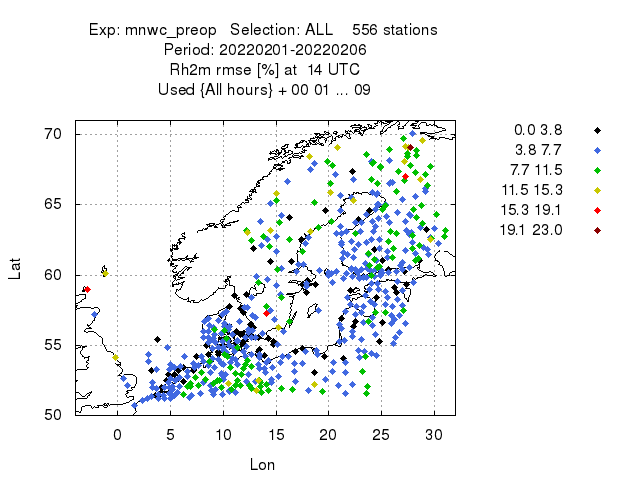 Exp: mnwc_preop   Selection: ALL    556 stations
Period: 20220201-20220206
Rh2m rmse [%] at  14 UTC
Used {All hours} + 00 01 ... 09
70
65
60
55
50
0 5 10 15 20 25 30
Lat
Lon
0.0 3.8
3.8 7.7
7.7 11.5
11.5 15.3
15.3 19.1
19.1 23.0